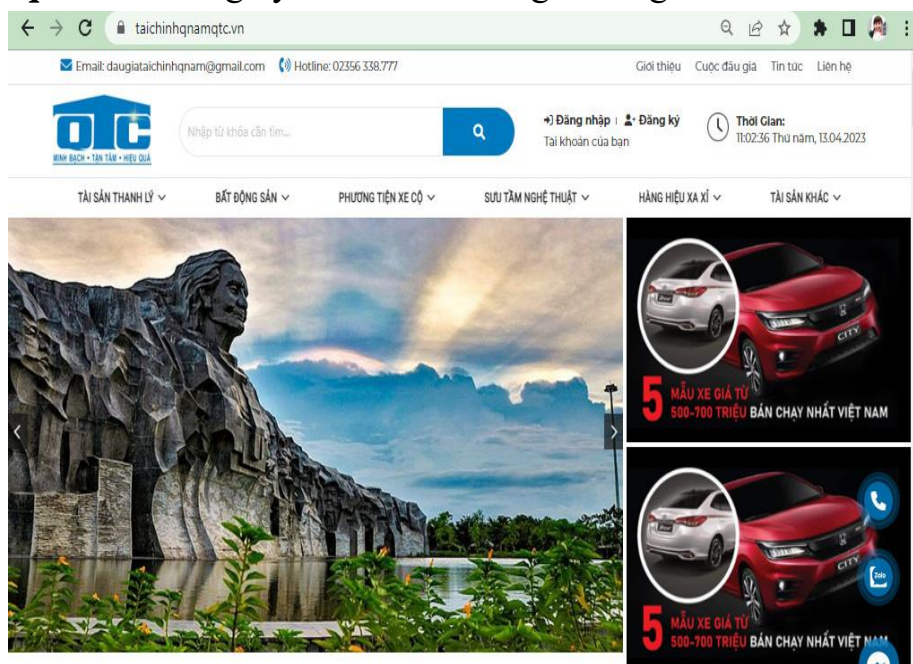 taichinhqnamqtc.vn
Email: daugiataichinhqnam@gmail.com Hotline: 02356 338.777 Giới thiệu Cuộc đấu giá Tin tức Liên hệ
QTC
MINH BẠCH • TẬN TÂM • HIỆU QUẢ
Nhập từ khóa cần tìm...
Đăng nhập | Đăng ký
Tài khoản của bạn
Thời Gian:
11:02:36 Thứ năm, 13.04.2023
TÀI SẢN THANH LÝ BẤT ĐỘNG SẢN PHƯƠNG TIỆN XE CỘ SƯU TẦM NGHỆ THUẬT HÀNG HIỆU XA XỈ TÀI SẢN KHÁC
CITY
5 MẪU XE GIÁ TỪ
500-700 TRIỆU BÁN CHẠY NHẤT VIỆT NAM
CITY
Zalo
5 MẪU XE GIÁ TỪ
500-700 TRIỆU BÁN CHẠY NHẤT VIỆT NAM